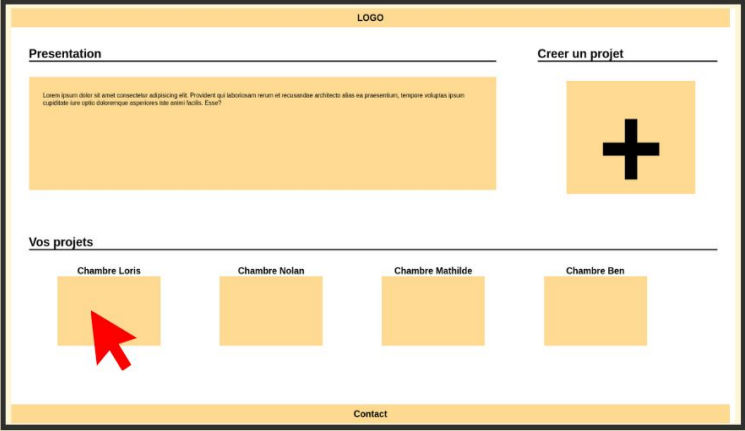 LOGO
Presentation
Creer un projet
Lorem ipsum dolor sit amet consectetur adipisicing elit. Provident qui laboriosam rerum et recusandae architecto alias ea praesentium, tempore voluptas ipsum
cupiditate iure optio doloremque asperiores iste animi facilis. Esse?
Vos projets
Chambre Loris
Chambre Nolan
Chambre Mathilde
Chambre Ben
Contact